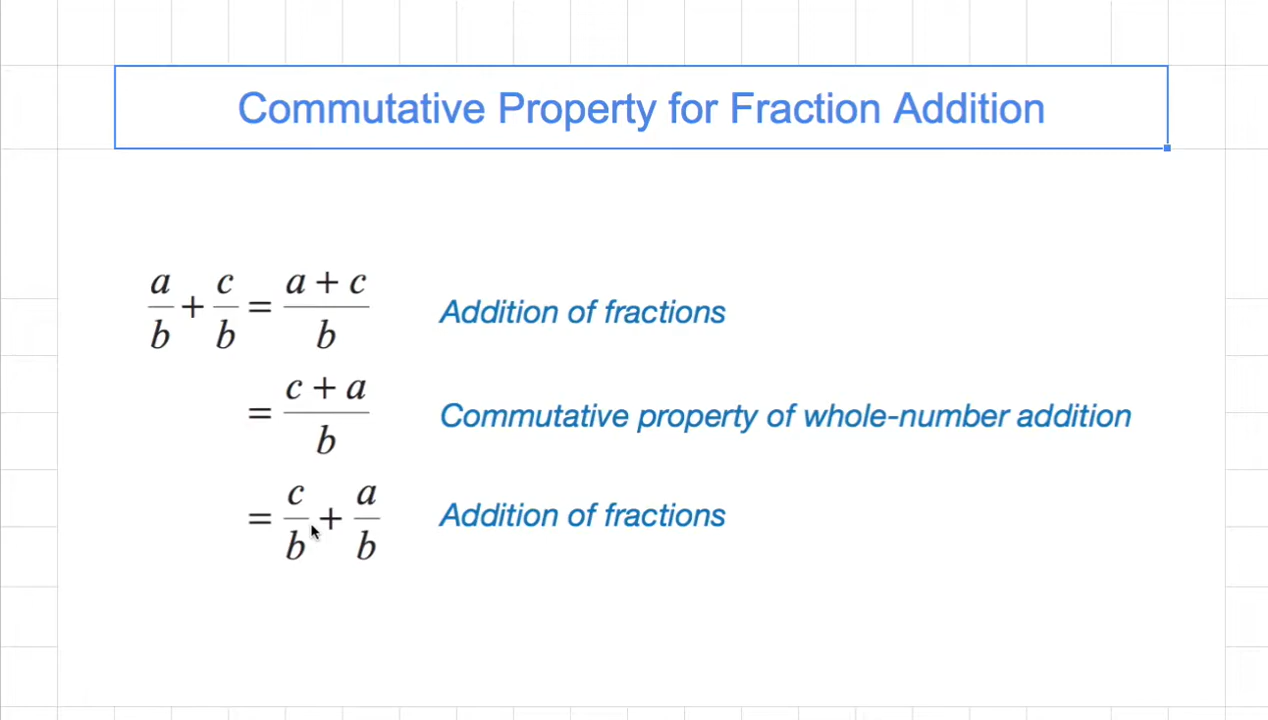 Commutative Property for Fraction Addition
a/b + c/b = (a + c)/b Addition of fractions
= (c + a)/b Commutative property of whole-number addition
= c/b + a/b Addition of fractions